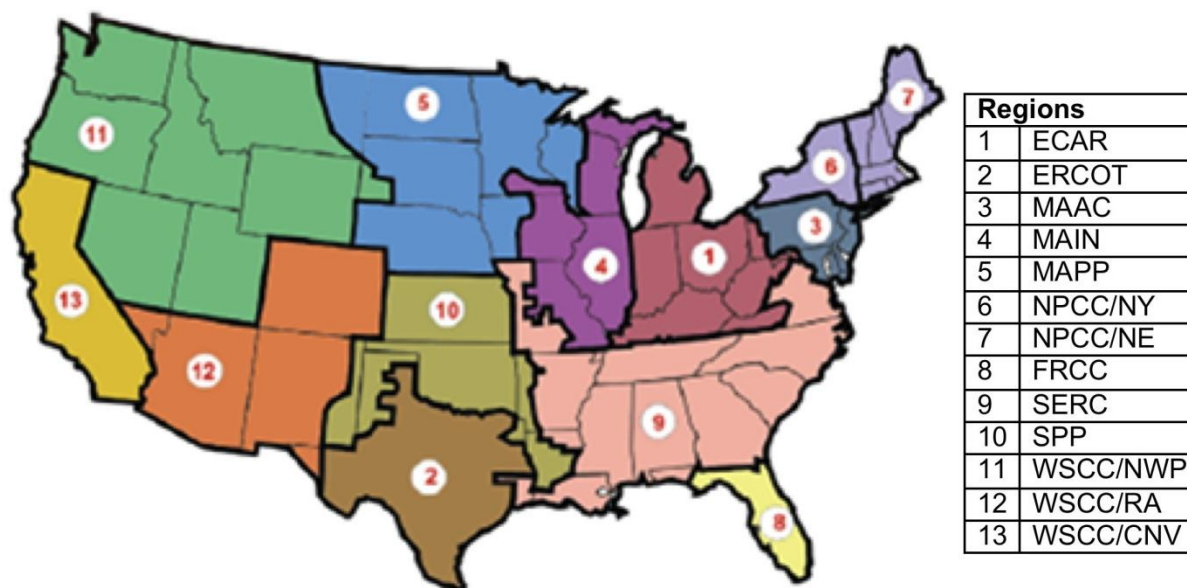 7
5
11
6
3
1
4
13
10
12
9
2
8
Regions
1 ECAR
2 ERCOT
3 MAAC
4 MAIN
5 MAPP
6 NPCC/NY
7 NPCC/NE
8 FRCC
9 SERC
10 SPP
11 WSCC/NWP
12 WSCC/RA
13 WSCC/CNV